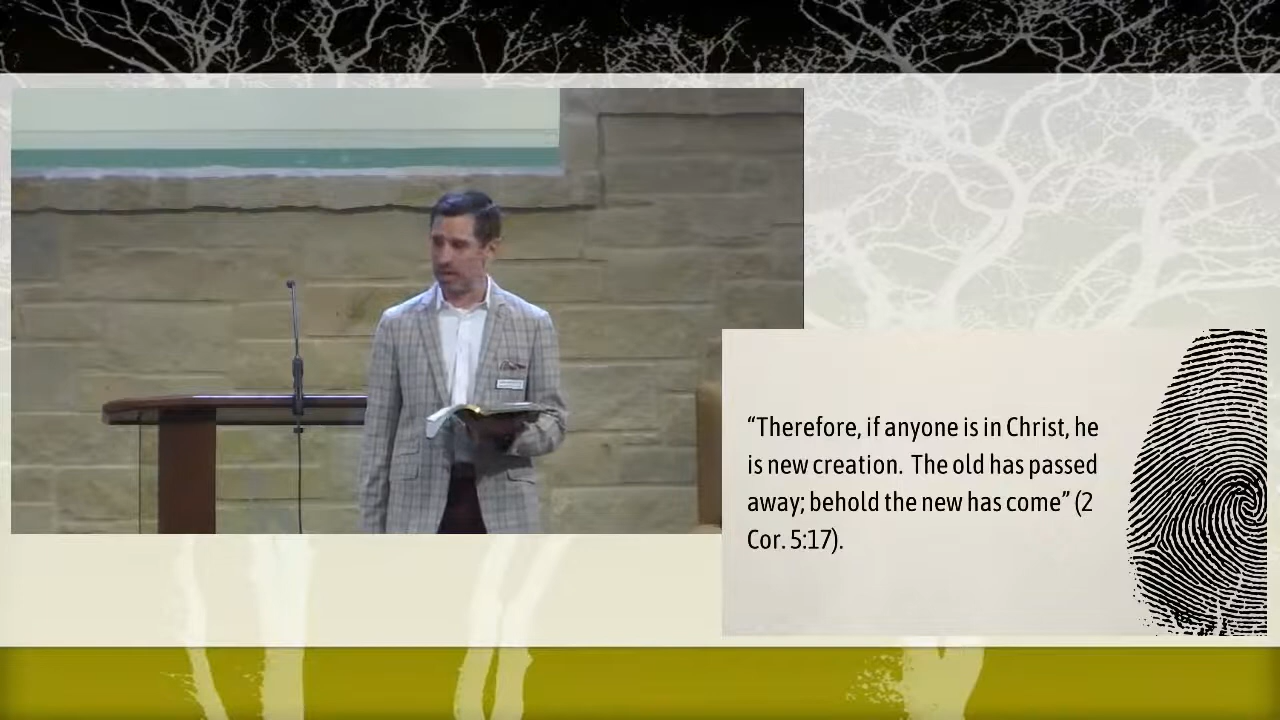 “Therefore, if anyone is in Christ, he
is new creation.  The old has passed
away; behold the new has come” (2
Cor. 5:17).